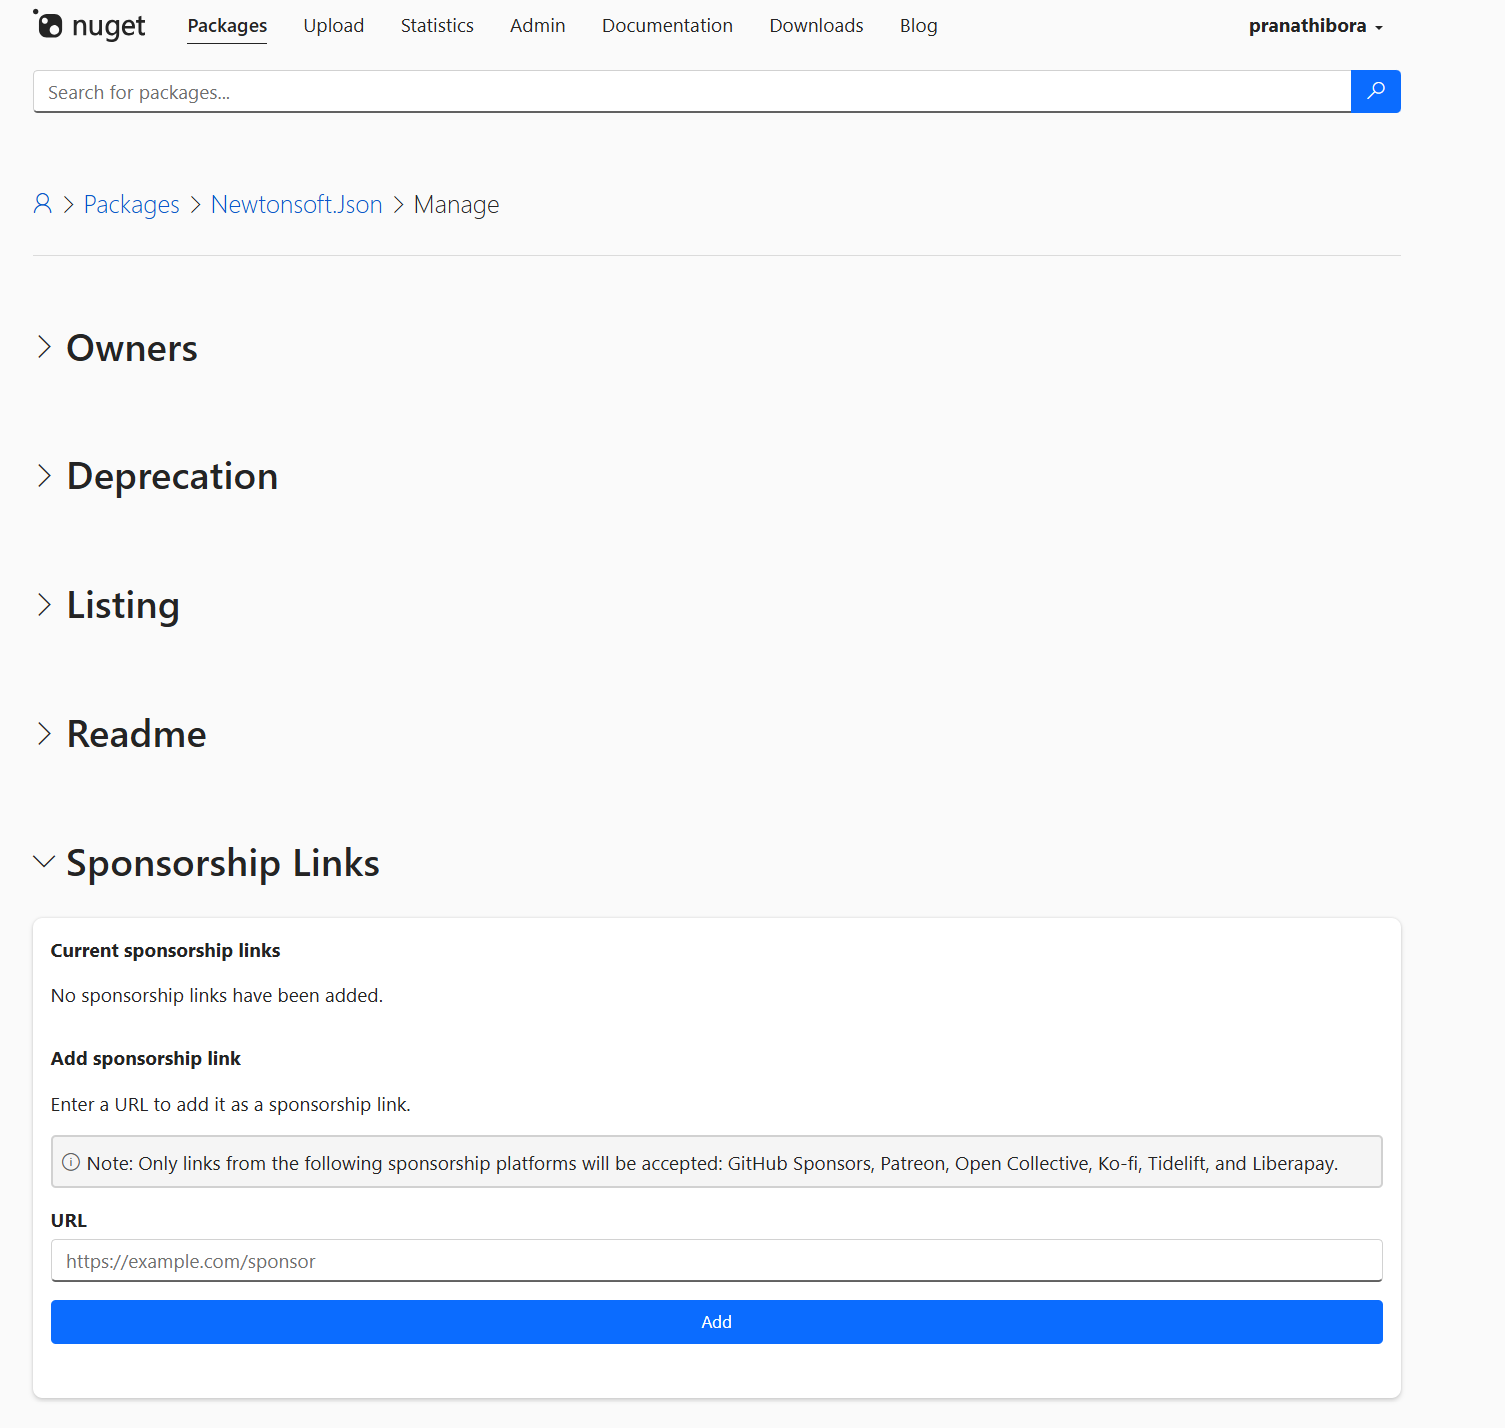 nuget Packages Upload Statistics Admin Documentation Downloads Blog pranathibora
Search for packages...
Packages > Newtonsoft.Json > Manage
Owners
Deprecation
Listing
Readme
Sponsorship Links
Current sponsorship links
No sponsorship links have been added.
Add sponsorship link
Enter a URL to add it as a sponsorship link.
Note: Only links from the following sponsorship platforms will be accepted: GitHub Sponsors, Patreon, Open Collective, Ko-fi, Tidelift, and Liberapay.
URL
https://example.com/sponsor
Add